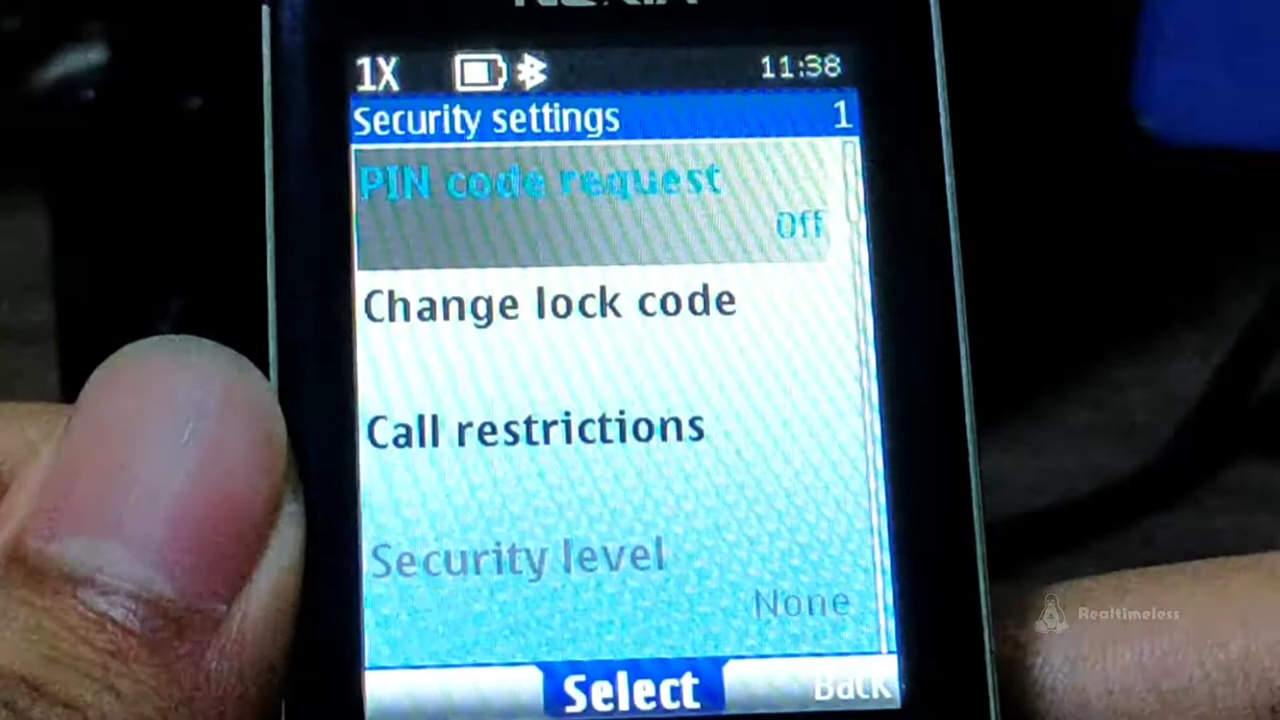 NOKIA
1X
11:38
Security settings 1
PIN code request
Off
Change lock code
Call restrictions
Security level
None
Select
Back
Realtimeless